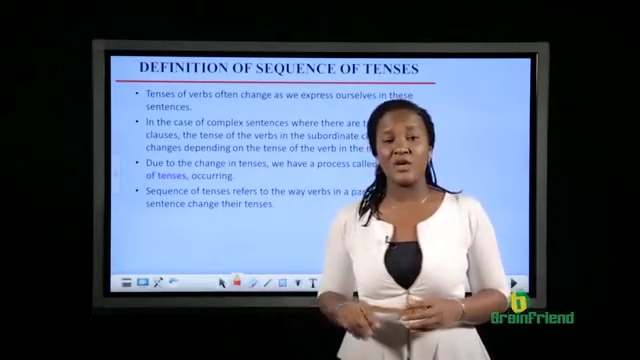 DEFINITION OF SEQUENCE OF TENSES
• Tenses of verbs often change as we express ourselves in these
sentences.
• In the case of complex sentences where there are
clauses, the tense of the verbs in the subordinate
changes depending on the tense of the verb in the
• Due to the change in tenses, we have a process called
of tenses, occurring.
• Sequence of tenses refers to the way verbs in a
sentence change their tenses.
T
b
BrainFriend